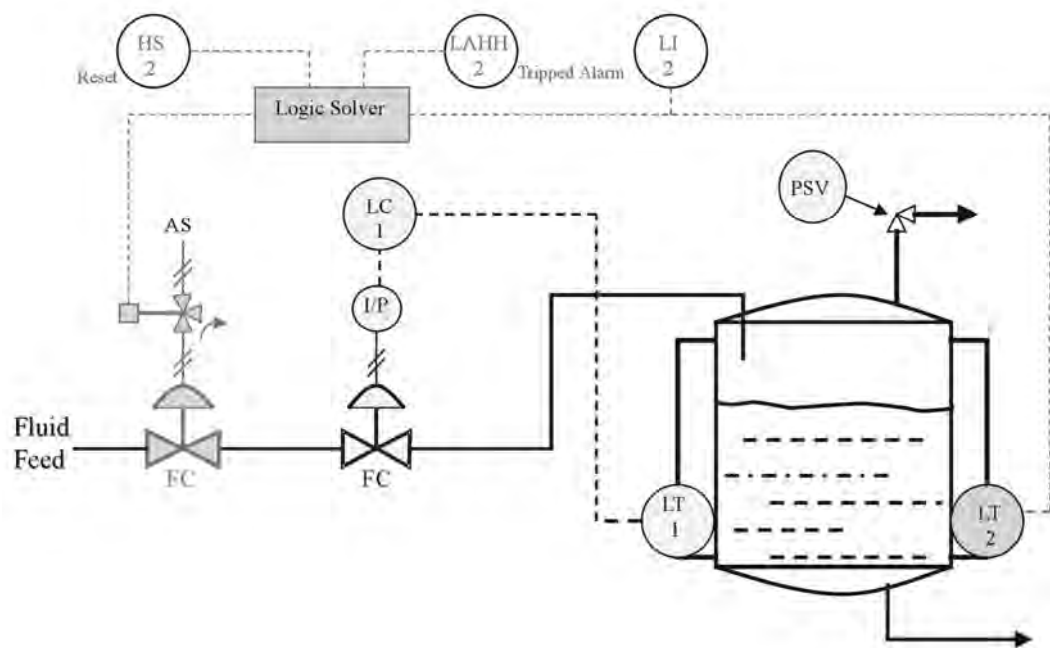 HS
2
Reset
LAHH
2
Tripped Alarm
LI
2
Logic Solver
PSV
LC
1
AS
I/P
Fluid
Feed
FC
FC
LT
1
LT
2